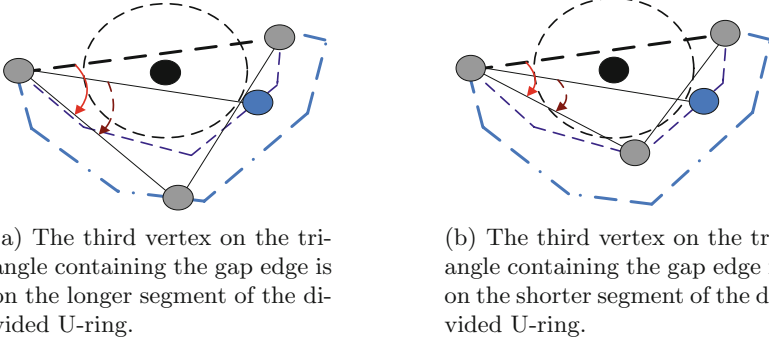 a) The third vertex on the tri-
angle containing the gap edge is
on the longer segment of the di-
vided U-ring.
(b) The third vertex on the tr
angle containing the gap edge
on the shorter segment of the d
vided U-ring.